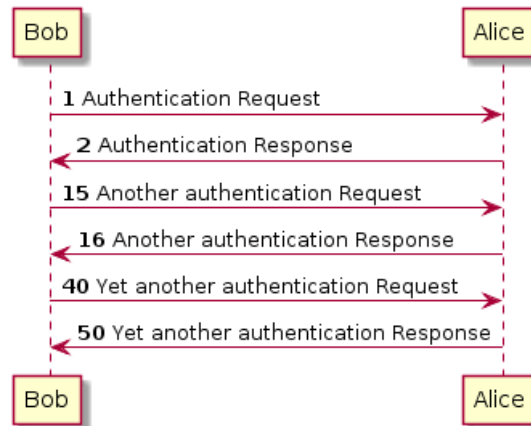 Bob Alice
1 Authentication Request
2 Authentication Response
15 Another authentication Request
16 Another authentication Response
40 Yet another authentication Request
50 Yet another authentication Response
Bob Alice